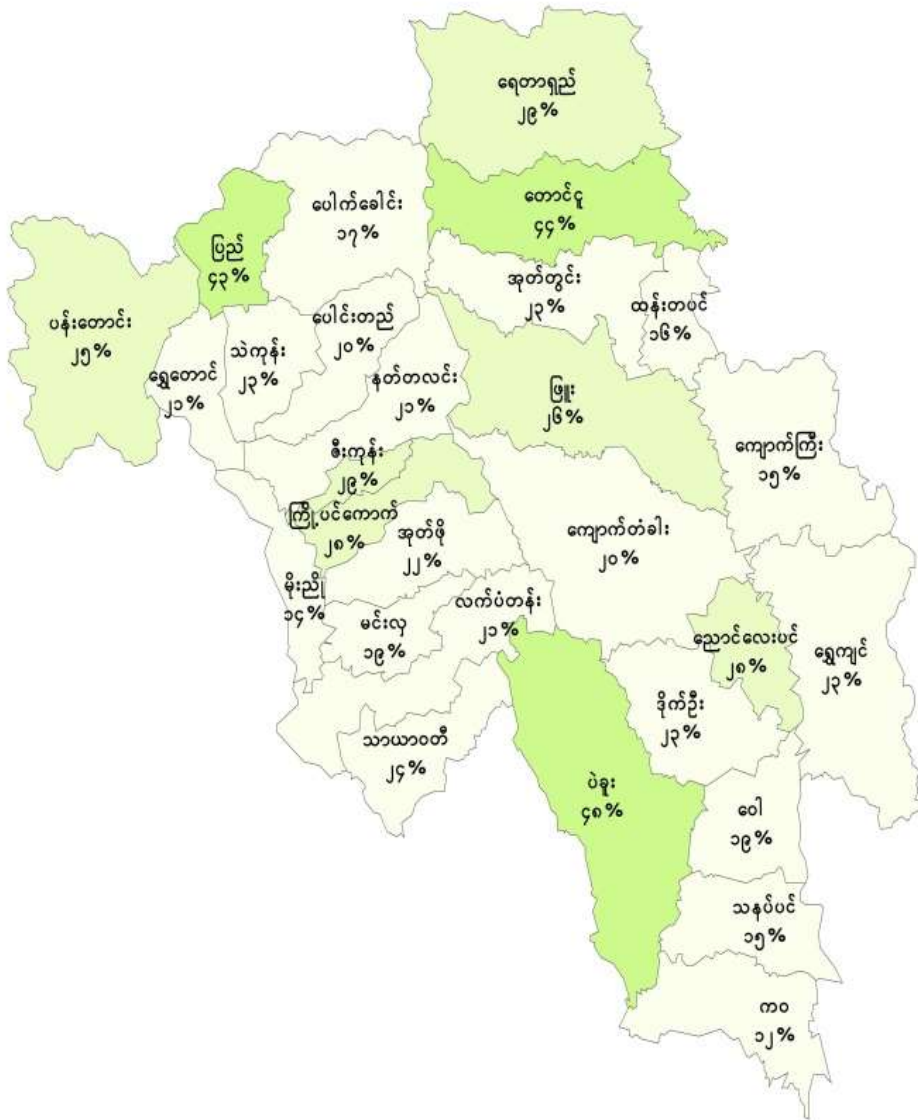 ရေတာရှည်
၂၉%
တောင်ငူ
၄၄%
ပေါက်ခေါင်း
၁၇%
ပြည်
၄၃%
အုတ်တွင်း
၂၃%
ထန်းတပင်
၁၆%
ပန်းတောင်း
၂၅%
ပေါင်းတည်
၂၀%
သဲကုန်း
၂၃%
ရွှေတောင်
၂၁%
နတ်တလင်း
၂၁%
ဖြူး
၂၆%
ကျောက်ကြီး
၁၅%
ဇီးကုန်း
၂၉%
ကြို့ပင်ကောက်
၂၈%
အုတ်ဖို
၂၂%
ကျောက်တံခါး
၂၀%
မိုးညို
၁၄%
မင်းလှ
၁၉%
လက်ပံတန်း
၂၁%
ညောင်လေးပင်
၂၈%
ရွှေကျင်
၂၃%
ဒိုက်ဦး
၂၃%
သာယာဝတီ
၂၄%
ပဲခူး
၄၈%
ဝေါ
၁၉%
သနပ်ပင်
၁၅%
ကဝ
၁၂%